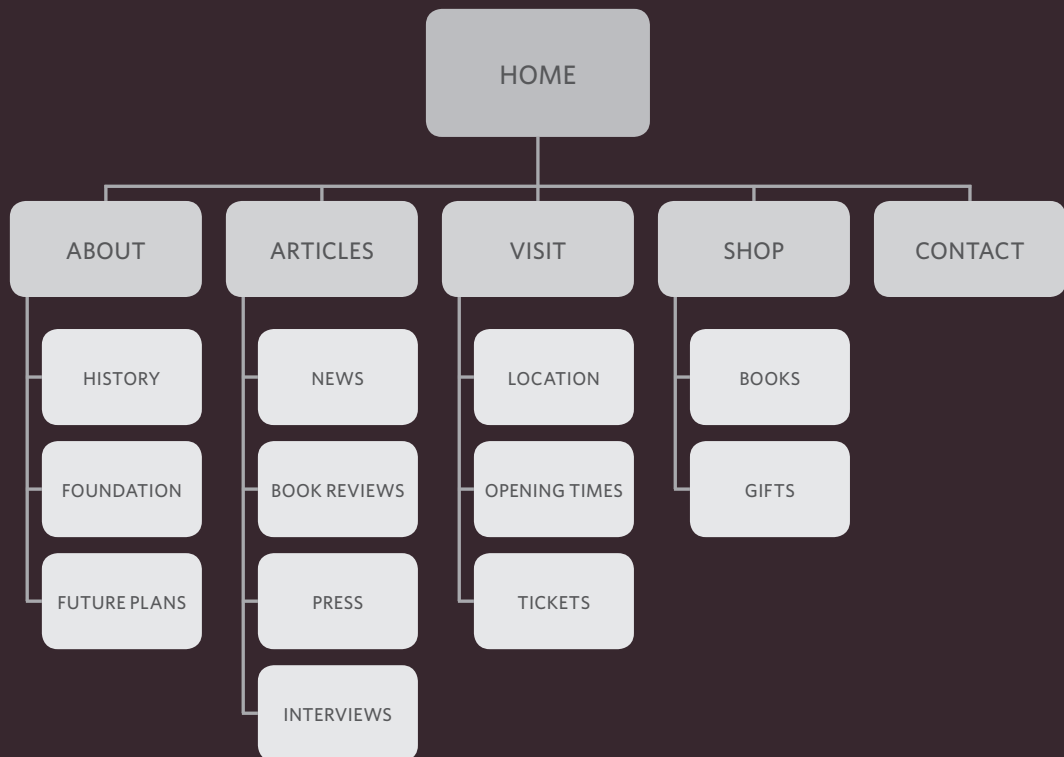 HOME
ABOUT
ARTICLES
VISIT
SHOP
CONTACT
HISTORY
NEWS
LOCATION
BOOKS
FOUNDATION
BOOK REVIEWS
OPENING TIMES
GIFTS
FUTURE PLANS
PRESS
TICKETS
INTERVIEWS